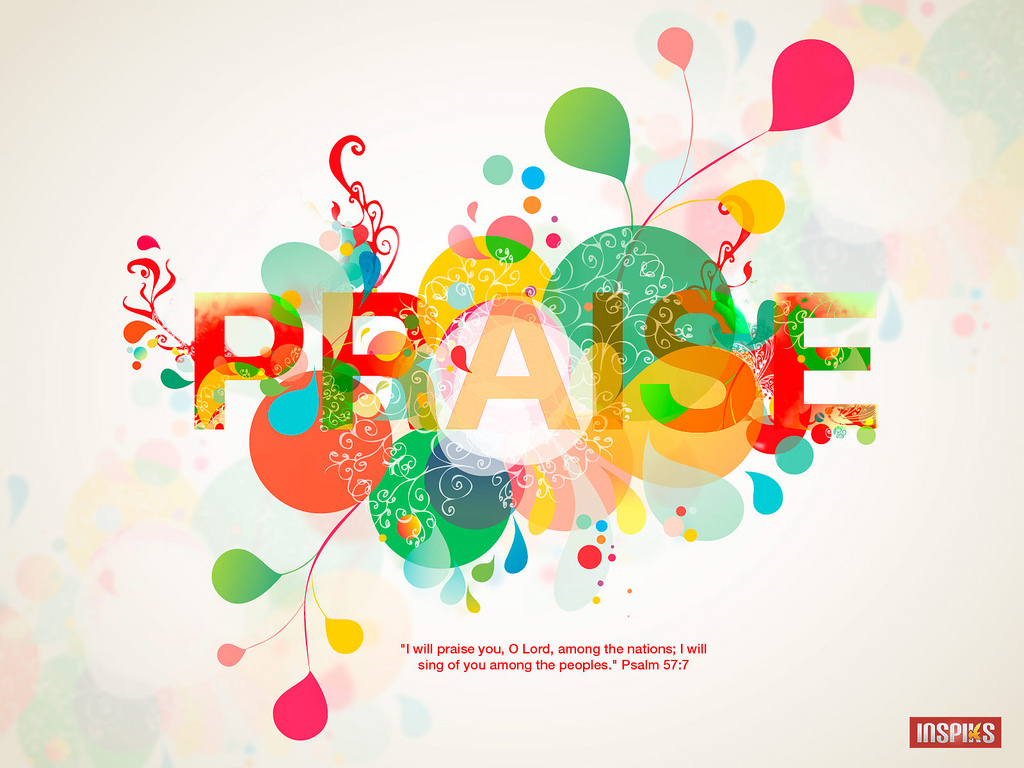 PRAISE
"I will praise you, O Lord, among the nations; I will
sing of you among the peoples." Psalm 57:7
INSPIKS